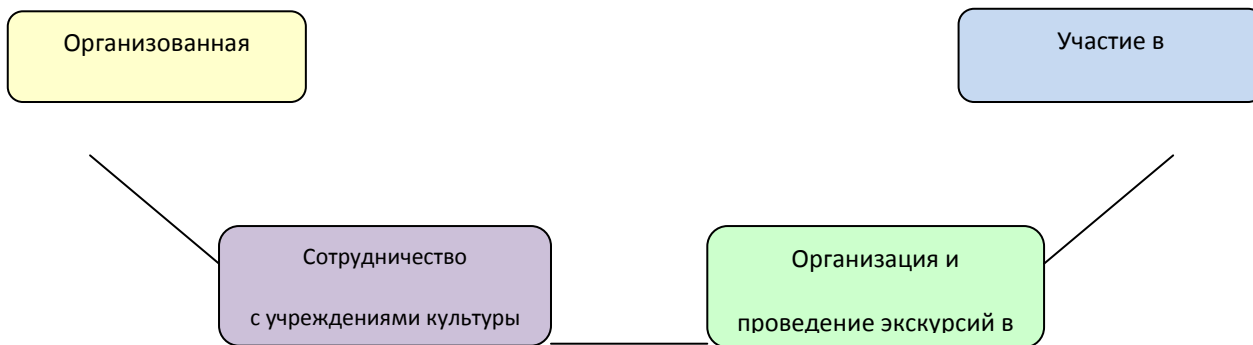 Организованная
Участие в
Сотрудничество
с учреждениями культуры
Организация и
проведение экскурсий в